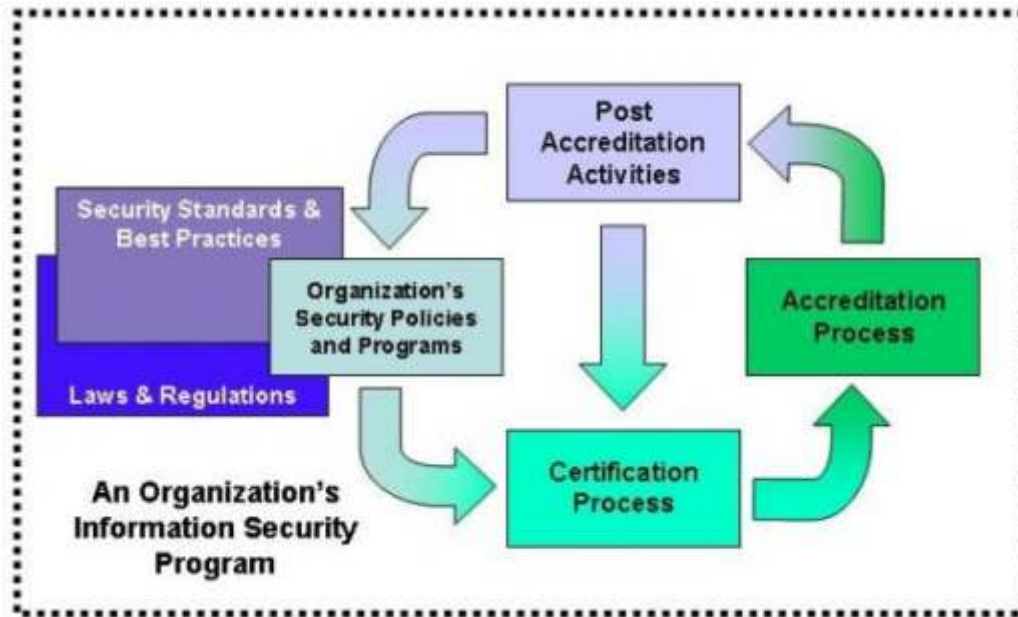 Post
Accreditation
Activities
Security Standards &
Best Practices
Organization's
Security Policies
and Programs
Accreditation
Process
Laws & Regulations
Certification
Process
An Organization's
Information Security
Program